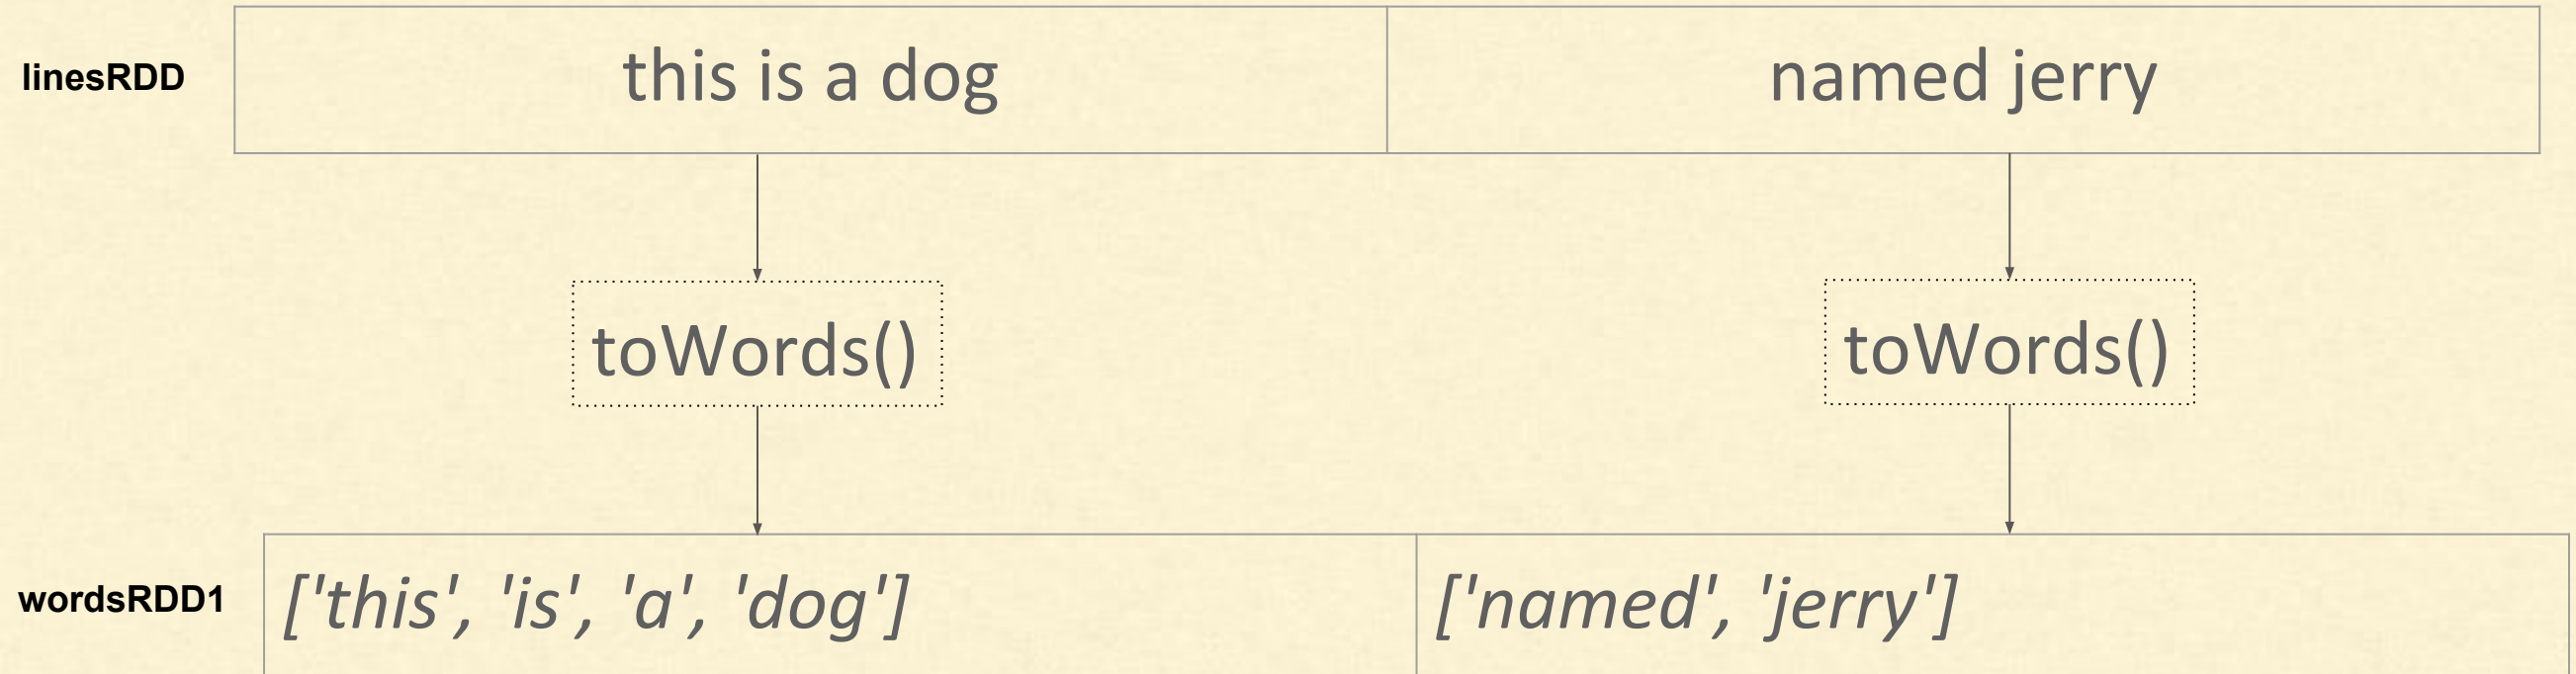 linesRDD
this is a dog
named jerry
toWords()
toWords()
wordsRDD1
['this', 'is', 'a', 'dog']
['named', 'jerry']